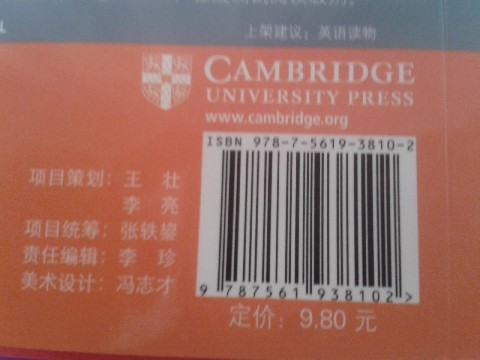 上架建议：英语读物
CAMBRIDGE
UNIVERSITY PRESS
www.cambridge.org
ISBN 978-7-5619-3810-2
项目策划：王 壮
李 亮
项目统筹：张轶鋆
责任编辑：李 珍
美术设计：冯志才
9 787561 938102 >
定价：9.80 元